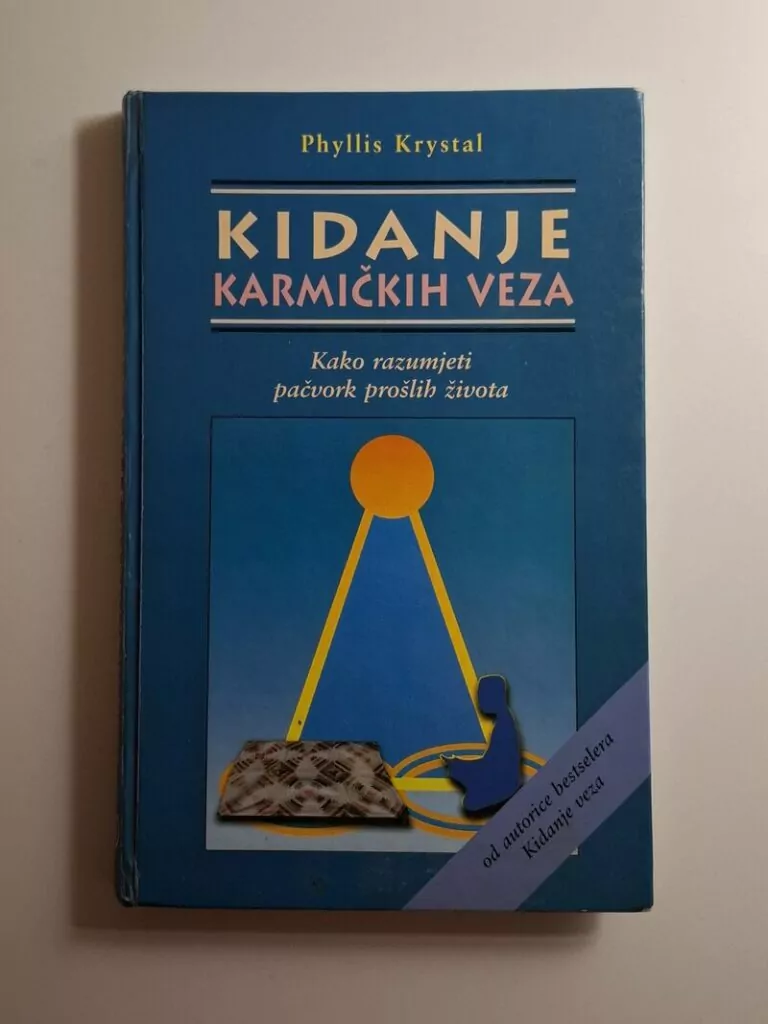 Phyllis Krystal
KIDANJE
KARMIČKIH VEZA
Kako razumjeti
pačvork prošlih života
od autorice bestselera
Kidanje veza